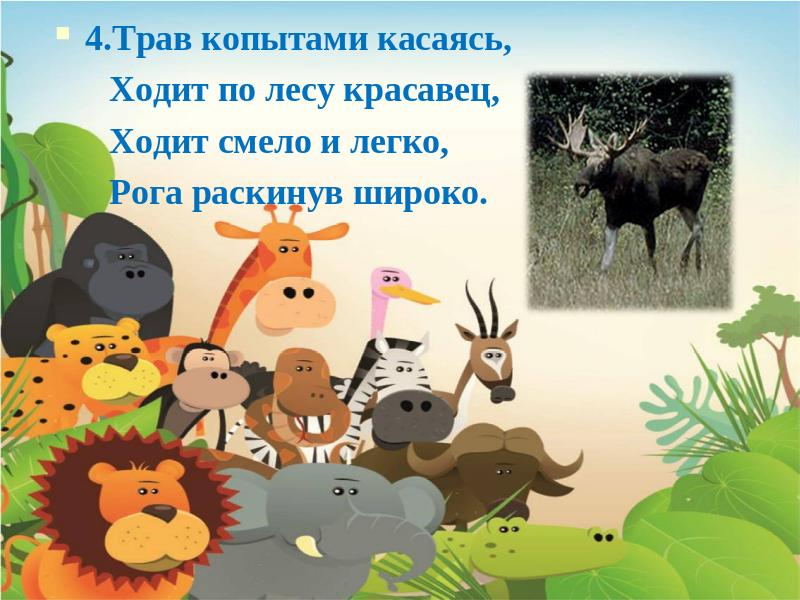 4.Трав копытами касаясь,
Ходит по лесу красавец,
Ходит смело и легко,
Рога раскинув широко.